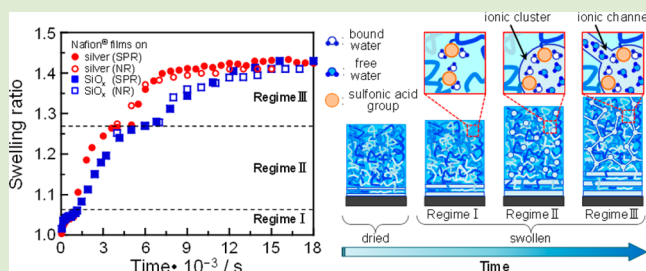 Swelling ratio
1.5
1.4
1.3
1.2
1.1
1.0
Nafion® films on
silver (SPR)
silver (NR)
SiOx (SPR)
SiOx (NR)
Regime Ⅲ
Regime Ⅱ
Regime Ⅰ
0 3 6 9 12 15 18
Time• 10⁻³ / s
: bound
water
: free
water
: sulfonic acid
group
ionic cluster
ionic channel
Regime Ⅰ Regime Ⅱ Regime Ⅲ
dried swollen
Time